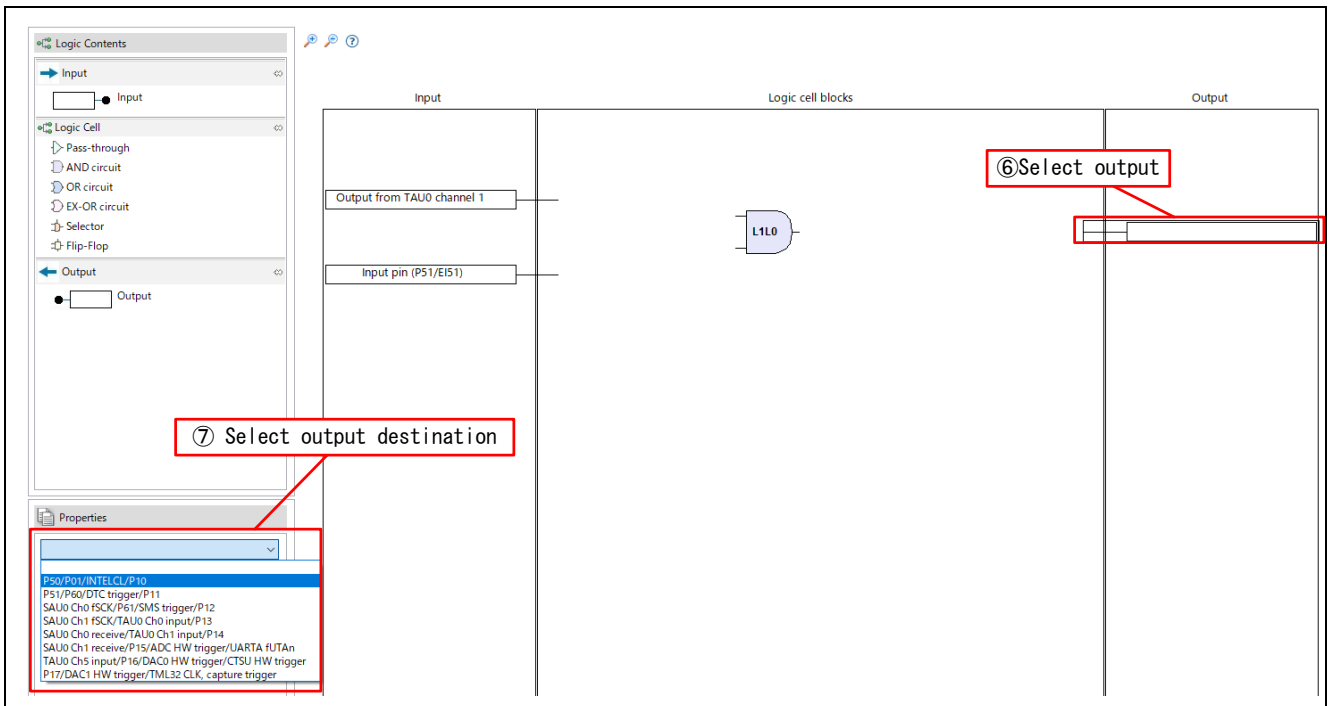 Logic Contents
Input
Input
Logic Cell
Pass-through
AND circuit
OR circuit
EX-OR circuit
Selector
Flip-Flop
Output
Output
Input
Logic cell blocks
Output
Output from TAU0 channel 1
Input pin (P51/EI51)
L1L0
⑥Select output
⑦ Select output destination
Properties
P50/P01/INTELCL/P10
P51/P60/DTC trigger/P11
SAU0 Ch0 fSCK/P61/SMS trigger/P12
SAU0 Ch1 fSCK/TAU0 Ch0 input/P13
SAU0 Ch0 receive/TAU0 Ch1 input/P14
SAU0 Ch1 receive/P15/ADC HW trigger/UARTA fUTAn
TAU0 Ch5 input/P16/DAC0 HW trigger/CTSU HW trigger
P17/DAC1 HW trigger/TML32 CLK, capture trigger